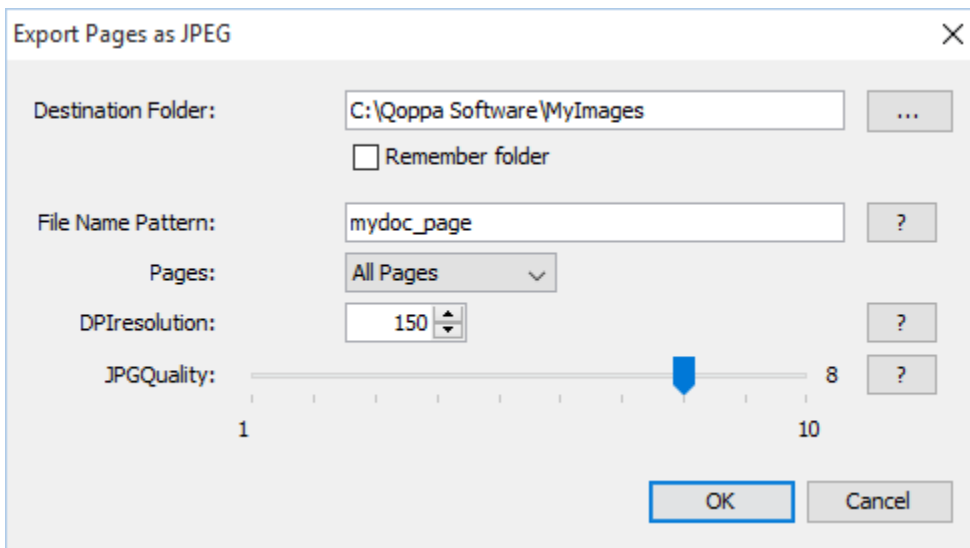 Export Pages as JPEG
Destination Folder: C:\Qoppa Software\MyImages ...
Remember folder
File Name Pattern: mydoc_page ?
Pages: All Pages
DPIresolution: 150 ?
JPGQuality: 8 ?
1 10
OK Cancel